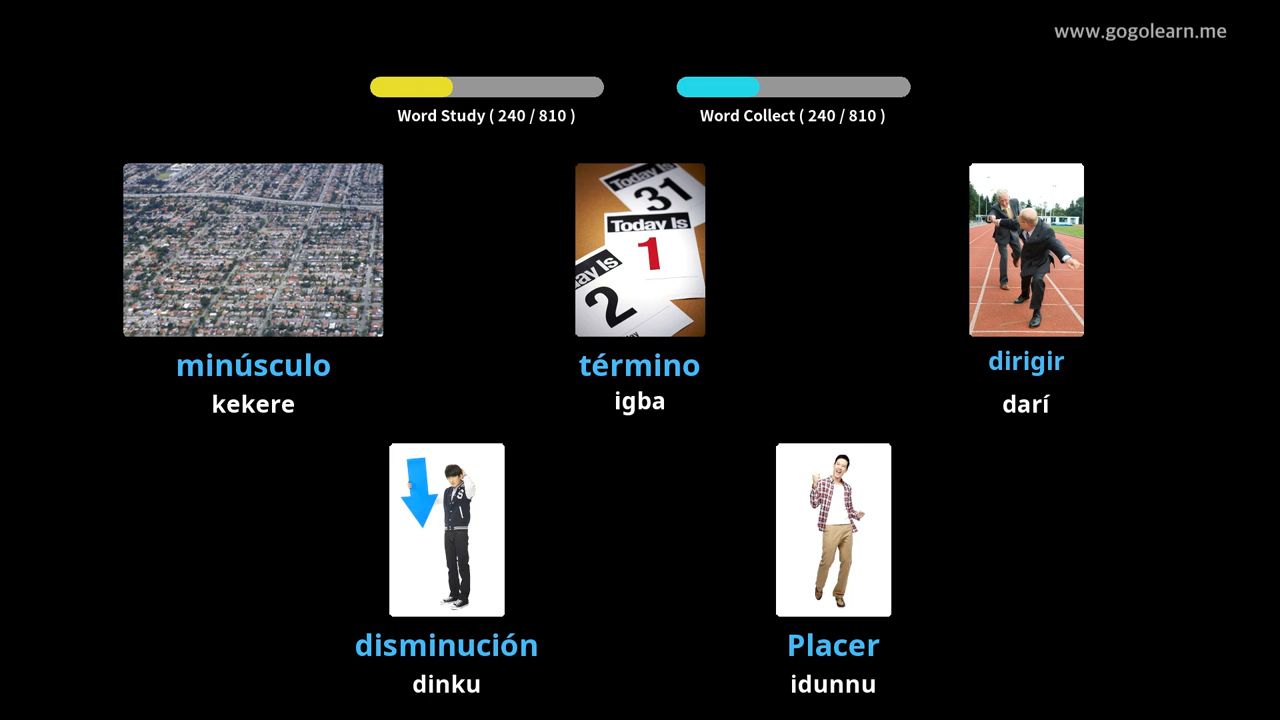 www.gogolearn.me
Word Study ( 240 / 810 )
Word Collect ( 240 / 810 )
Today Is
31
Today Is
1
day Is
2
minúsculo
kekere
término
igba
dirigir
darí
S
disminución
dinku
Placer
idunnu